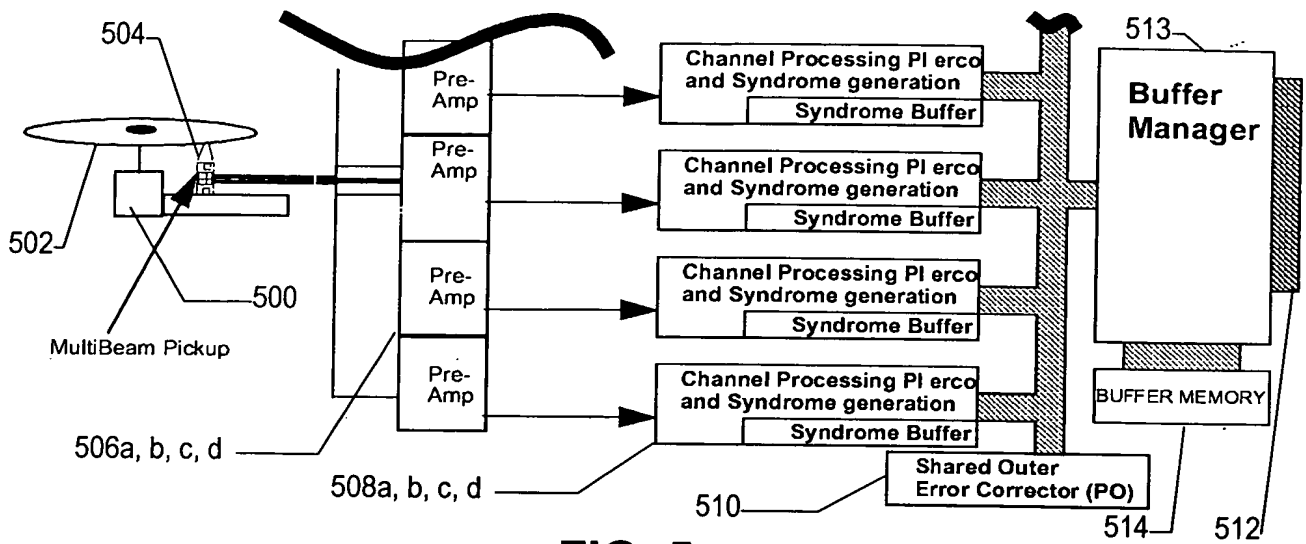 504
Pre-
Amp
Channel Processing PI erco
and Syndrome generation
Syndrome Buffer
513
Buffer
Manager
Pre-
Amp
Channel Processing PI erco
and Syndrome generation
Syndrome Buffer
502
500
MultiBeam Pickup
Pre-
Amp
Channel Processing PI erco
and Syndrome generation
Syndrome Buffer
Pre-
Amp
Channel Processing PI erco
and Syndrome generation
Syndrome Buffer
BUFFER MEMORY
506a, b, c, d
508a, b, c, d
510
Shared Outer
Error Corrector (PO)
514
512